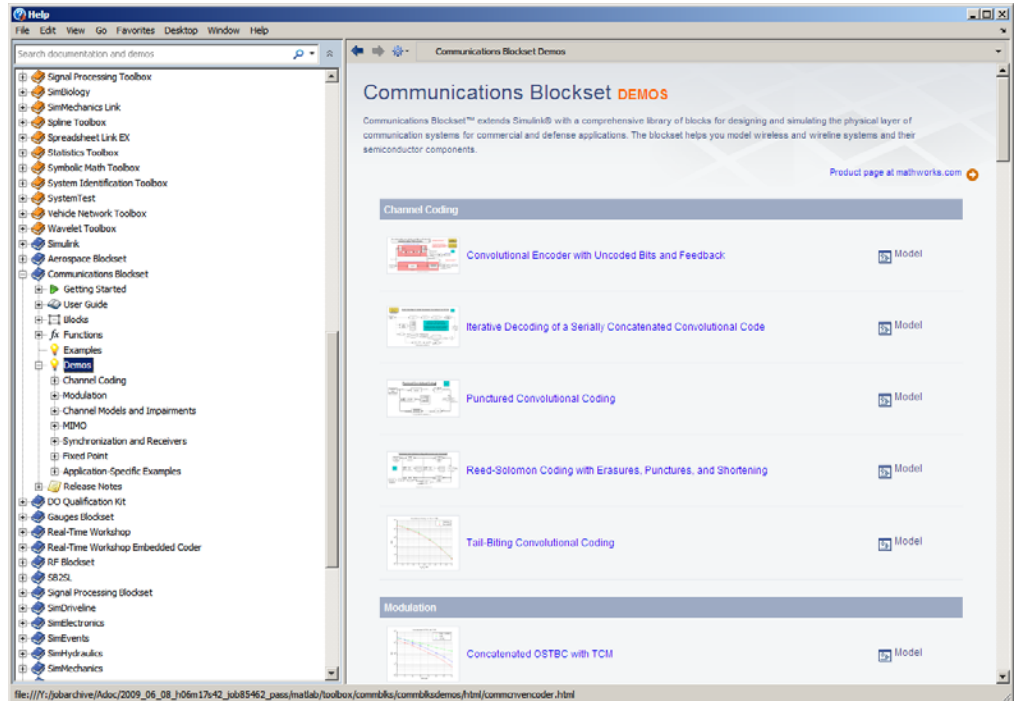 Help
File Edit View Go Favorites Desktop Window Help
Search documentation and demos
Communications Blockset Demos
Signal Processing Toolbox
SimBiology
SimMechanics Link
Spline Toolbox
Spreadsheet Link EX
Statistics Toolbox
Symbolic Math Toolbox
System Identification Toolbox
SystemTest
Vehicle Network Toolbox
Wavelet Toolbox
Simulink
Aerospace Blockset
Communications Blockset
Getting Started
User Guide
Blocks
fx Functions
Examples
Demos
Channel Coding
Modulation
Channel Models and Impairments
MIMO
Synchronization and Receivers
Fixed Point
Application-Specific Examples
Release Notes
DO Qualification Kit
Gauges Blockset
Real-Time Workshop
Real-Time Workshop Embedded Coder
RF Blockset
SB2SL
Signal Processing Blockset
SimDriveline
SimElectronics
SimEvents
SimHydraulics
SimMechanics
Communications Blockset DEMOS
Communications Blockset™ extends Simulink® with a comprehensive library of blocks for designing and simulating the physical layer of
communication systems for commercial and defense applications. The blockset helps you model wireless and wireline systems and their
semiconductor components.
Product page at mathworks.com
Channel Coding
Convolutional Encoder with Uncoded Bits and Feedback Model
Iterative Decoding of a Serially Concatenated Convolutional Code Model
Punctured Convolutional Coding Model
Reed-Solomon Coding with Erasures, Punctures, and Shortening Model
Tail-Biting Convolutional Coding Model
Modulation
Concatenated OSTBC with TCM Model
file:///Y:/jobarchive/Adoc/2009_06_08_h06m17s42_job85462_pass/matlab/toolbox/commblks/commblksdemos/html/commcnvencoder.html